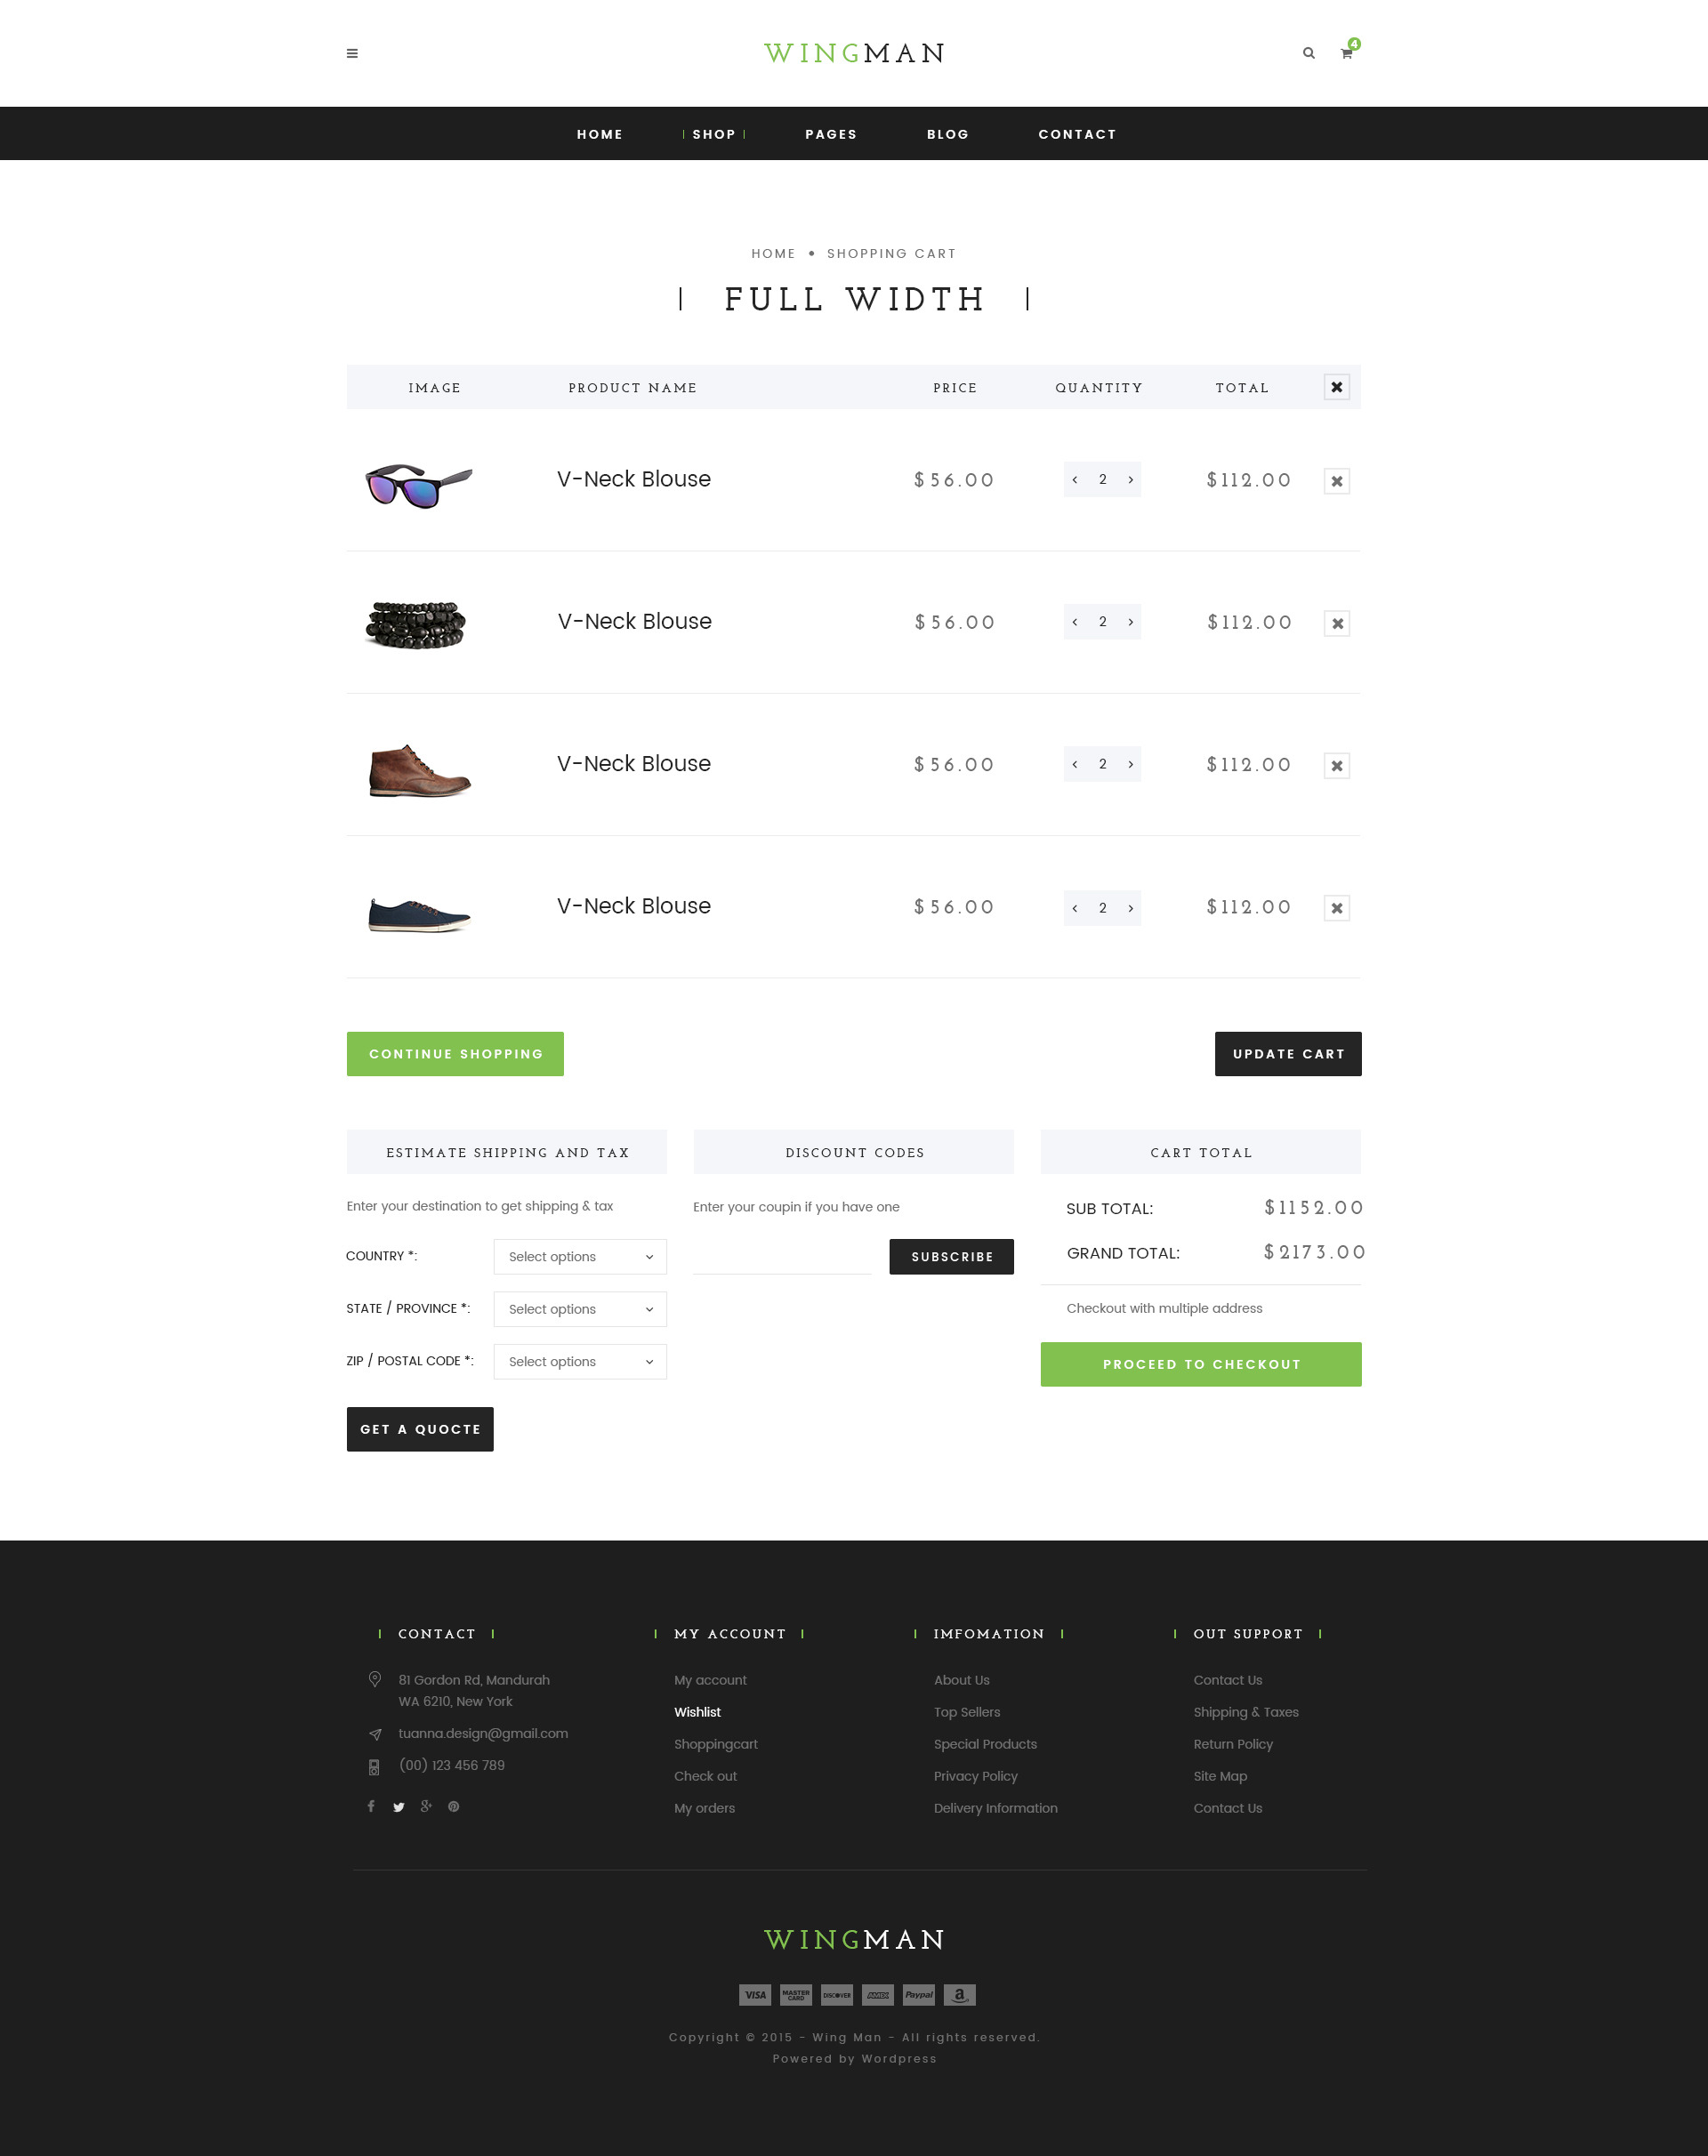 WINGMAN
4
HOME SHOP PAGES BLOG CONTACT
HOME • SHOPPING CART
FULL WIDTH
IMAGE PRODUCT NAME PRICE QUANTITY TOTAL
V-Neck Blouse $56.00 2 $112.00
V-Neck Blouse $56.00 2 $112.00
V-Neck Blouse $56.00 2 $112.00
V-Neck Blouse $56.00 2 $112.00
CONTINUE SHOPPING UPDATE CART
ESTIMATE SHIPPING AND TAX
Enter your destination to get shipping & tax
COUNTRY *: Select options
STATE / PROVINCE *: Select options
ZIP / POSTAL CODE *: Select options
GET A QUOCTE
DISCOUNT CODES
Enter your coupin if you have one
SUBSCRIBE
CART TOTAL
SUB TOTAL: $1152.00
GRAND TOTAL: $2173.00
Checkout with multiple address
PROCEED TO CHECKOUT
CONTACT
81 Gordon Rd, Mandurah
WA 6210, New York
tuanna.design@gmail.com
(00) 123 456 789
MY ACCOUNT
My account
Wishlist
Shoppingcart
Check out
My orders
IMFOMATION
About Us
Top Sellers
Special Products
Privacy Policy
Delivery Information
OUT SUPPORT
Contact Us
Shipping & Taxes
Return Policy
Site Map
Contact Us
WINGMAN
VISA MASTER CARD DISCOVER AMEX Paypal a
Copyright © 2015 - Wing Man - All rights reserved.
Powered by Wordpress